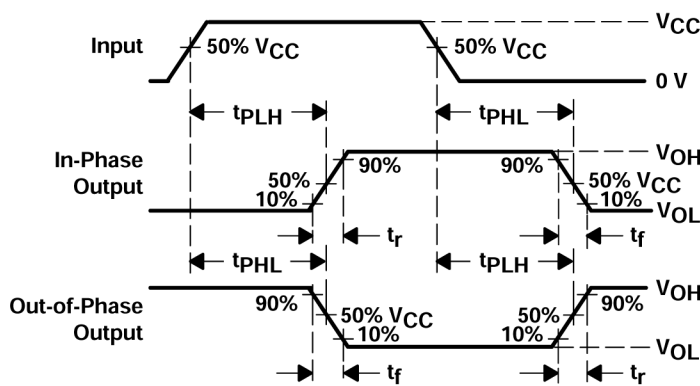 VCC
Input
50% VCC
50% VCC
0 V
tPLH
tPHL
In-Phase
Output
90%
90%
VOH
50%
50% VCC
10%
10%
VOL
tr
tf
tPHL
tPLH
Out-of-Phase
Output
90%
90%
VOH
50% VCC
50%
10%
10%
VOL
tf
tr